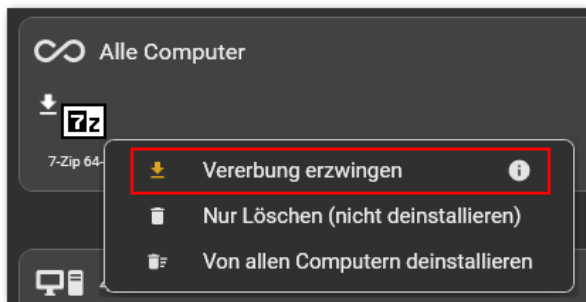 Alle Computer
7z
7-Zip 64-
Vererbung erzwingen
Nur Löschen (nicht deinstallieren)
Von allen Computern deinstallieren